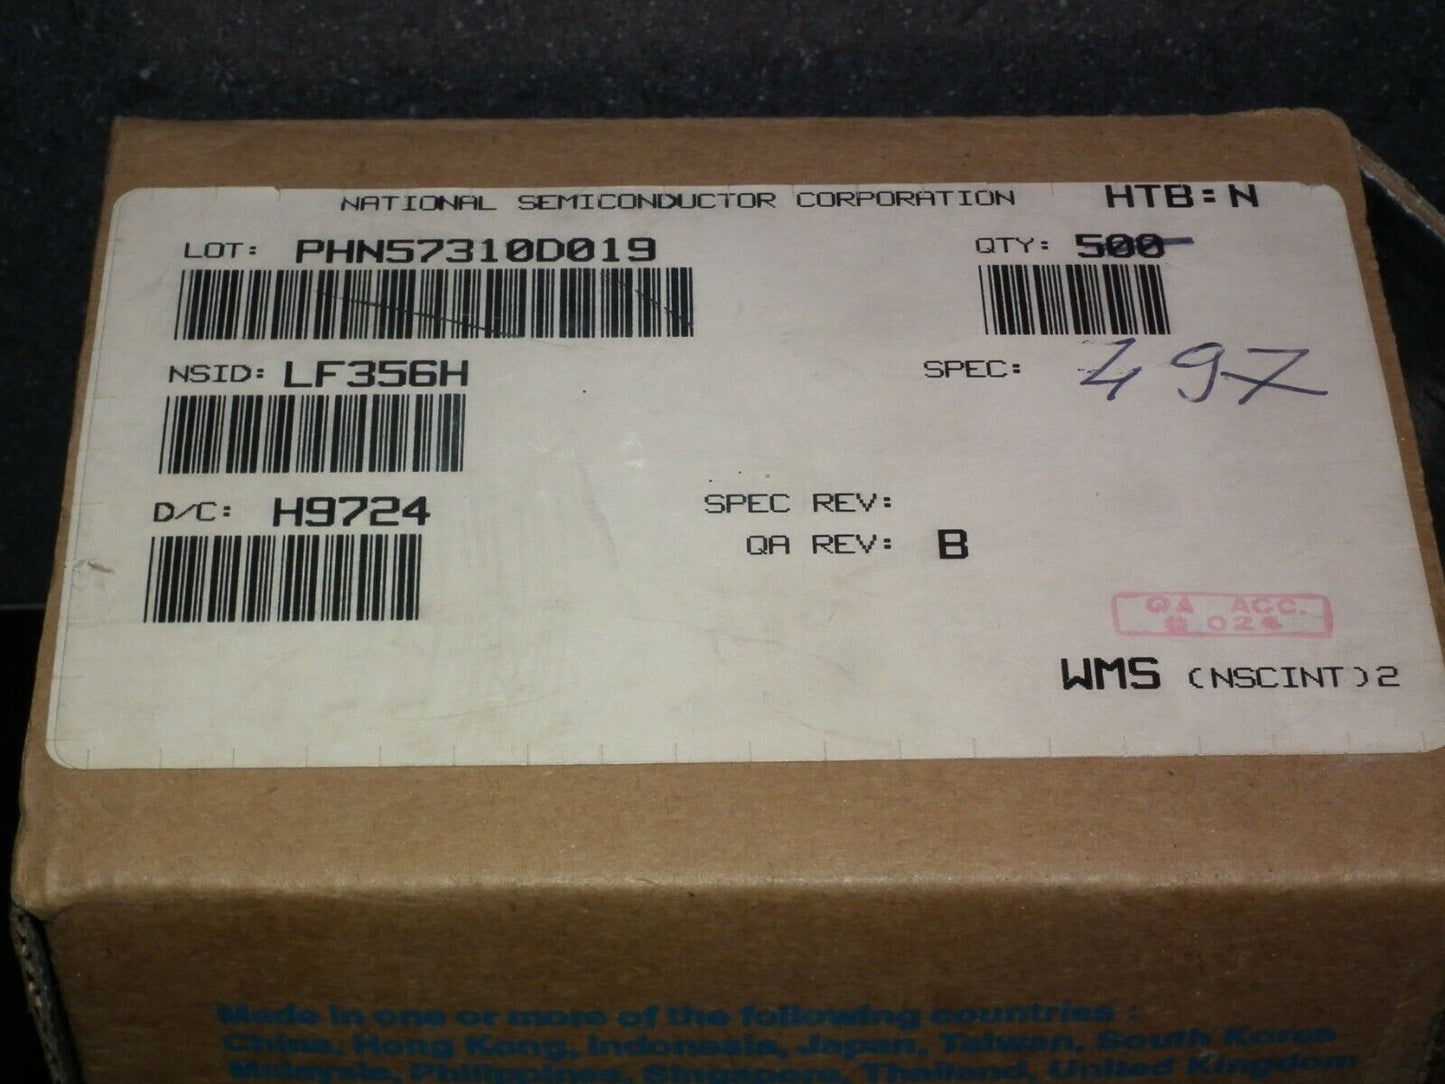 NATIONAL SEMICONDUCTOR CORPORATION HTB: N
LOT: PHN57310D019 QTY: 500
NSID: LF356H SPEC: 497
D/C: H9724 SPEC REV:
QA REV: B
QA ACC.
# 024
WMS (NSCINT)2
Made in one or more of the following countries :
China, Hong Kong, Indonesia, Japan, Taiwan, South Korea
Malaysia, Philippines, Singapore, Thailand, United Kingdom